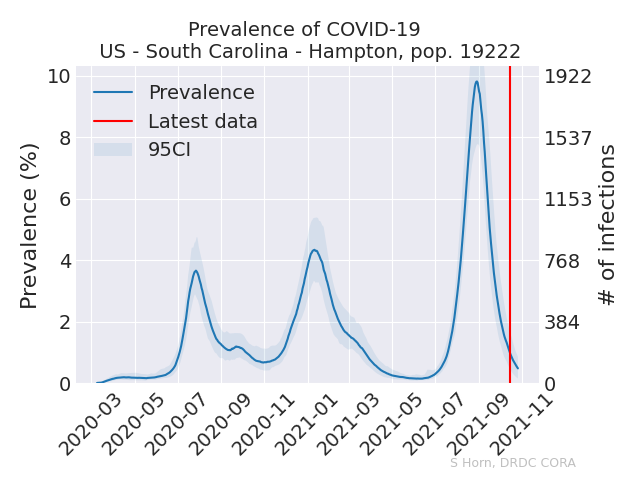 Prevalence of COVID-19
US - South Carolina - Hampton, pop. 19222
Prevalence
Latest data
95CI
Prevalence (%)
10
8
6
4
2
0
1922
1537
1153
768
384
0
# of infections
2020-03
2020-05
2020-07
2020-09
2020-11
2021-01
2021-03
2021-05
2021-07
2021-09
2021-11
S Horn, DRDC CORA